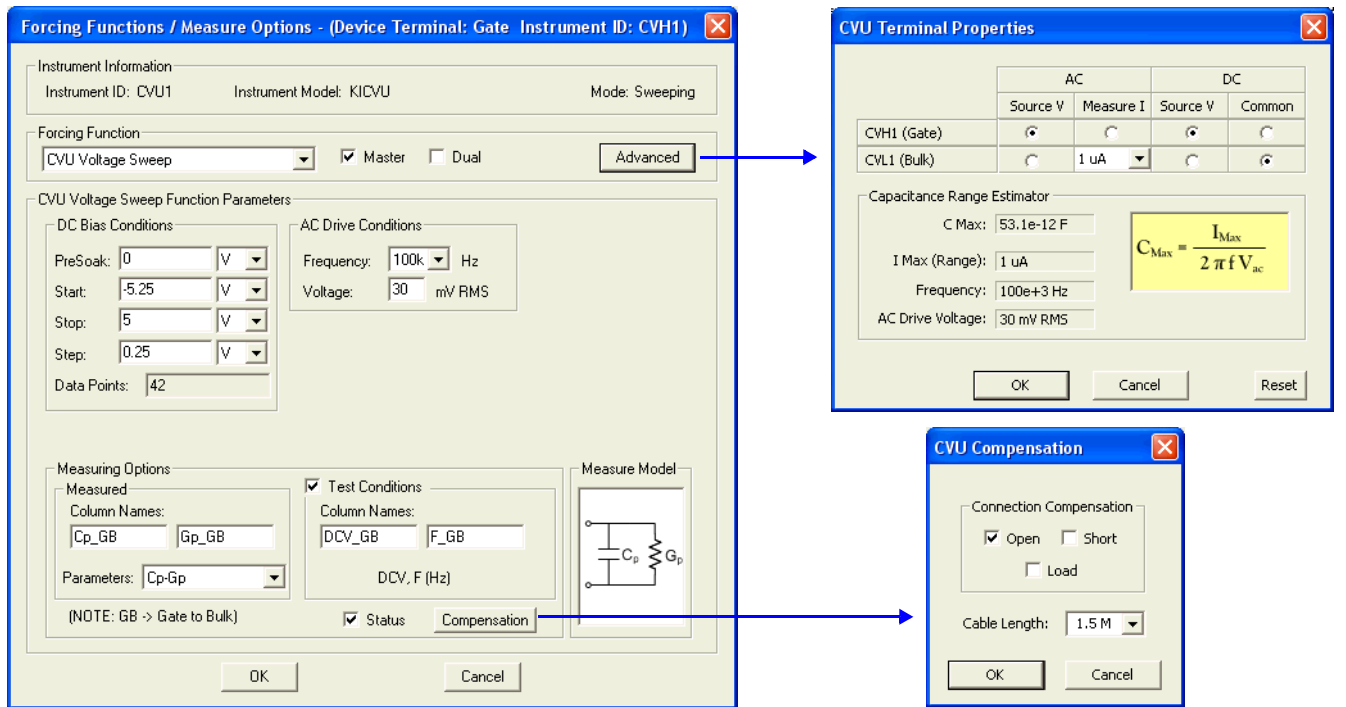 Forcing Functions / Measure Options - (Device Terminal: Gate Instrument ID: CVH1)
Instrument Information
Instrument ID: CVU1 Instrument Model: KICVU Mode: Sweeping
Forcing Function
CVU Voltage Sweep Master Dual Advanced
CVU Voltage Sweep Function Parameters
DC Bias Conditions
PreSoak: 0 V
Start: -5.25 V
Stop: 5 V
Step: 0.25 V
Data Points: 42
AC Drive Conditions
Frequency: 100k Hz
Voltage: 30 mV RMS
Measuring Options
Measured
Column Names:
Cp_GB Gp_GB
Parameters: Cp-Gp
(NOTE: GB -> Gate to Bulk)
Test Conditions
Column Names:
DCV_GB F_GB
DCV, F (Hz)
Status Compensation
Measure Model
Cp Gp
OK Cancel
CVU Terminal Properties
AC DC
Source V Measure I Source V Common
CVH1 (Gate)
CVL1 (Bulk) 1 uA
Capacitance Range Estimator
C Max: 53.1e-12 F
I Max (Range): 1 uA
Frequency: 100e+3 Hz
AC Drive Voltage: 30 mV RMS
CMax = IMax / 2 π f Vac
OK Cancel Reset
CVU Compensation
Connection Compensation
Open Short
Load
Cable Length: 1.5 M
OK Cancel